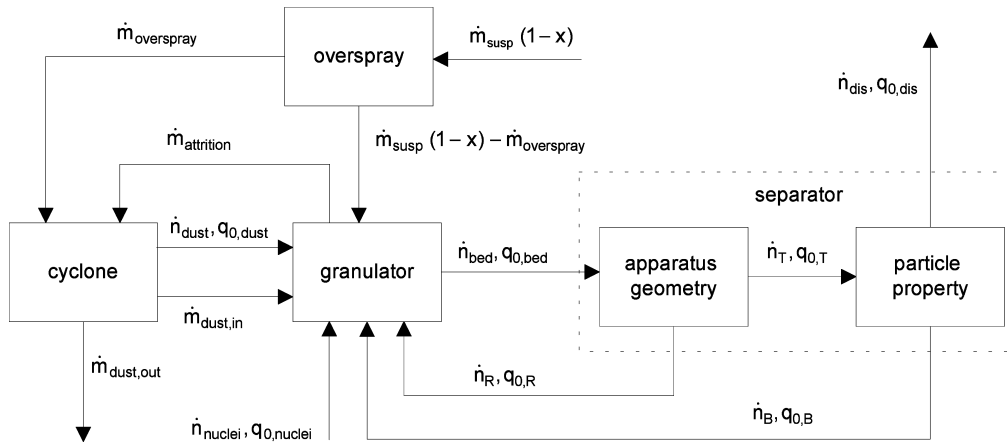 ṁoverspray
overspray
ṁsusp (1 – x)
ṅdis, q0,dis
ṁattrition
ṁsusp (1 – x) – ṁoverspray
separator
cyclone
ṅdust, q0,dust
granulator
ṅbed, q0,bed
apparatus
geometry
ṅT, q0,T
particle
property
ṁdust,in
ṁdust,out
ṅnuclei, q0,nuclei
ṅR, q0,R
ṅB, q0,B